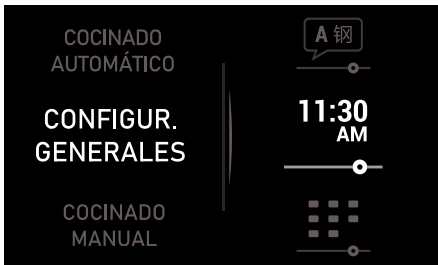 COCINADO
AUTOMÁTICO
A 钢
CONFIGUR.
GENERALES
11:30
AM
COCINADO
MANUAL